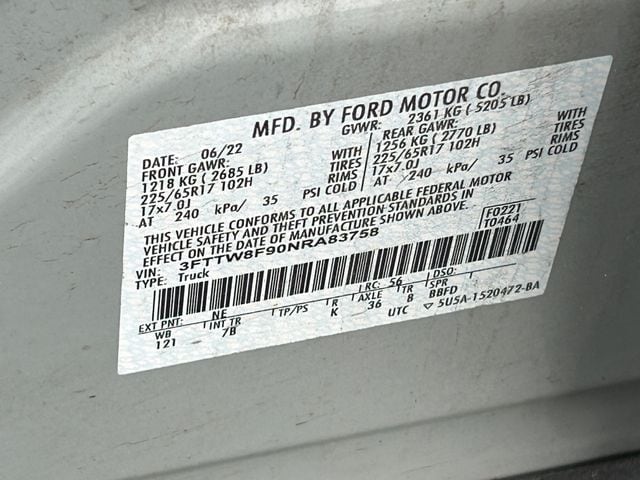 MFD. BY FORD MOTOR CO.
DATE: 06/22 GVWR: 2361 KG ( 5205 LB)
FRONT GAWR: REAR GAWR:
1218 KG ( 2685 LB) WITH 1256 KG ( 2770 LB) WITH
225/65R17 102H TIRES 225/65R17 102H TIRES
17x7.0J RIMS 17x7.0J RIMS
AT 240 kPa/ 35 PSI COLD AT 240 kPa/ 35 PSI COLD
THIS VEHICLE CONFORMS TO ALL APPLICABLE FEDERAL MOTOR
VEHICLE SAFETY AND THEFT PREVENTION STANDARDS IN
EFFECT ON THE DATE OF MANUFACTURE SHOWN ABOVE.
VIN: 3FTTW8F90NRA83758 F0221
TYPE: Truck T0464
EXT PNT: NE RC: 56 DSO:
WB INT TR TP/PS R AXLE TR SPR
121 7B K 36 B BBFD
UTC ▽ 5U5A-1520472-BA